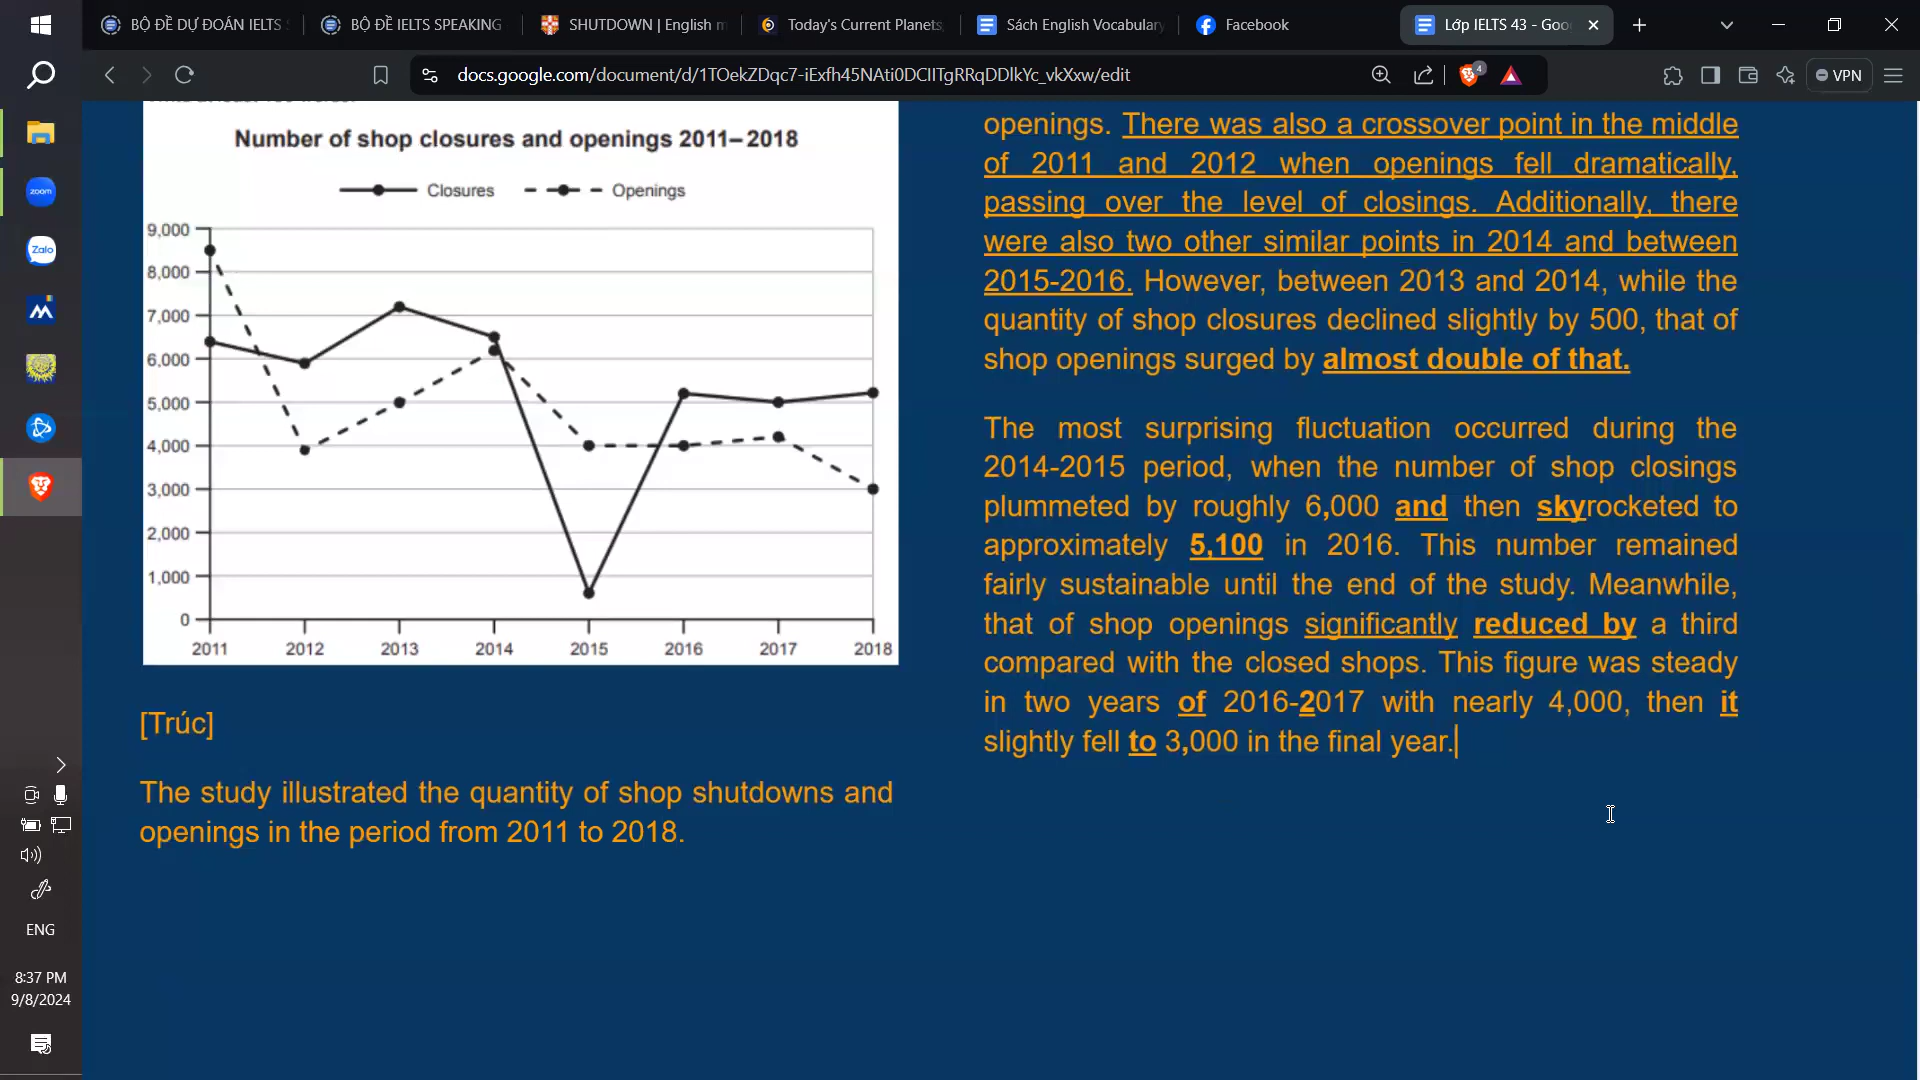 BỘ ĐỀ DỰ ĐOÁN IELTS
BỘ ĐỀ IELTS SPEAKING
SHUTDOWN | English m
Today's Current Planets,
Sách English Vocabulary
Facebook
Lớp IELTS 43 - Goo
docs.google.com/document/d/1TOekZDqc7-iExfh45NAti0DCIITgRRqDDlkYc_vkXxw/edit
4
VPN
Number of shop closures and openings 2011–2018
Closures
Openings
9,000
8,000
7,000
6,000
5,000
4,000
3,000
2,000
1,000
0
2011 2012 2013 2014 2015 2016 2017 2018
[Trúc]
The study illustrated the quantity of shop shutdowns and
openings in the period from 2011 to 2018.
openings. There was also a crossover point in the middle
of 2011 and 2012 when openings fell dramatically,
passing over the level of closings. Additionally, there
were also two other similar points in 2014 and between
2015-2016. However, between 2013 and 2014, while the
quantity of shop closures declined slightly by 500, that of
shop openings surged by almost double of that.
The most surprising fluctuation occurred during the
2014-2015 period, when the number of shop closings
plummeted by roughly 6,000 and then skyrocketed to
approximately 5,100 in 2016. This number remained
fairly sustainable until the end of the study. Meanwhile,
that of shop openings significantly reduced by a third
compared with the closed shops. This figure was steady
in two years of 2016-2017 with nearly 4,000, then it
slightly fell to 3,000 in the final year.
zoom
Zalo
ENG
8:37 PM
9/8/2024